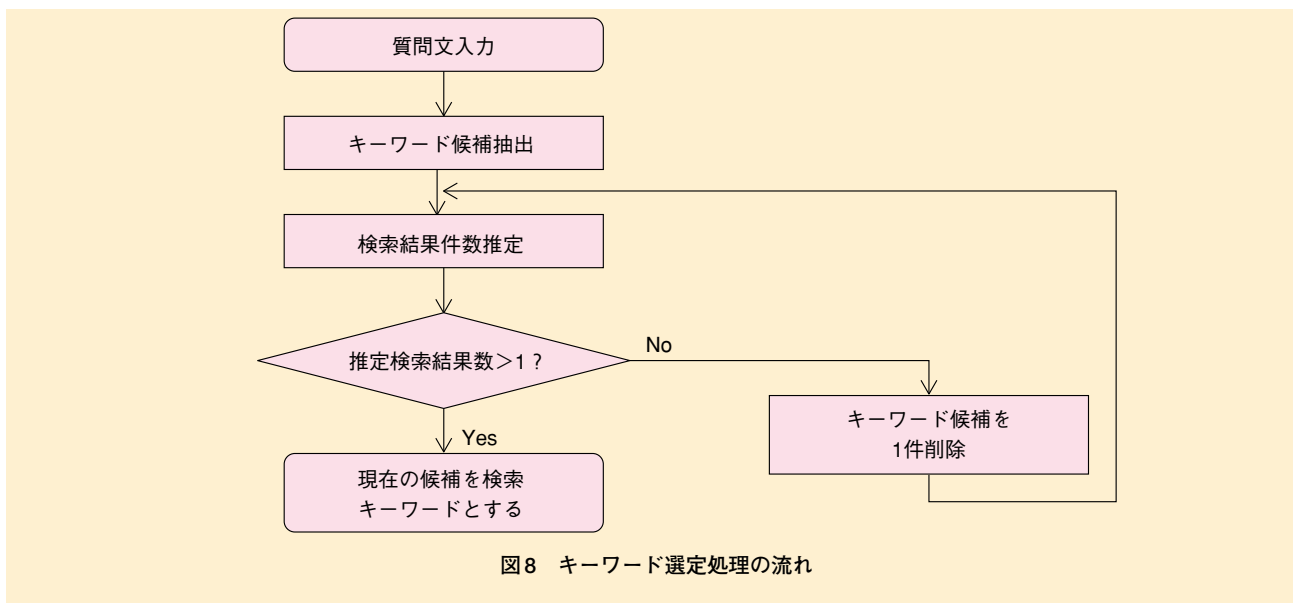 質問文入力
キーワード候補抽出
検索結果件数推定
推定検索結果数＞1？
No
キーワード候補を
1件削除
Yes
現在の候補を検索
キーワードとする
図8　キーワード選定処理の流れ